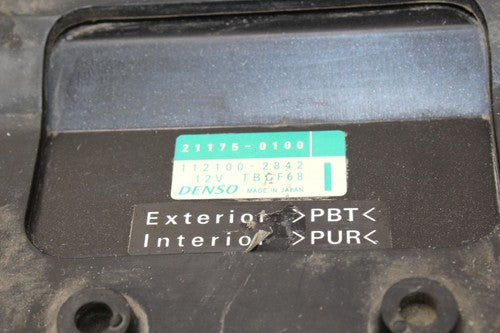 21175-0100
112100-2842
12V TBCF68
DENSO MADE IN JAPAN
Exterior >PBT<
Interior >PUR<